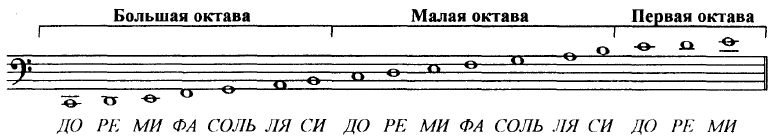 Большая октава Малая октава Первая октава
ДО РЕ МИ ФА СОЛЬ ЛЯ СИ ДО РЕ МИ ФА СОЛЬ ЛЯ СИ ДО РЕ МИ